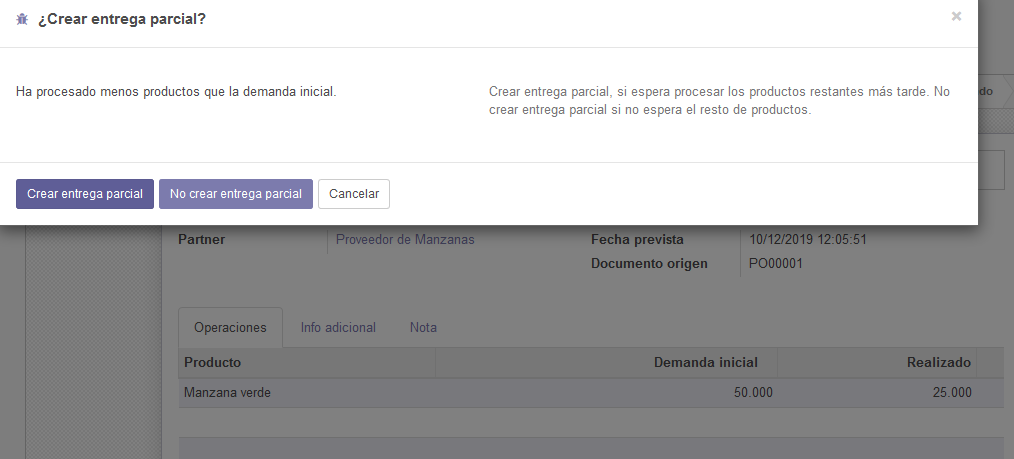 ¿Crear entrega parcial?
×
Ha procesado menos productos que la demanda inicial.
Crear entrega parcial, si espera procesar los productos restantes más tarde. No
crear entrega parcial si no espera el resto de productos.
do
Crear entrega parcial No crear entrega parcial Cancelar
Partner Proveedor de Manzanas Fecha prevista 10/12/2019 12:05:51
Documento origen PO00001
Operaciones Info adicional Nota
Producto Demanda inicial Realizado
Manzana verde 50.000 25.000